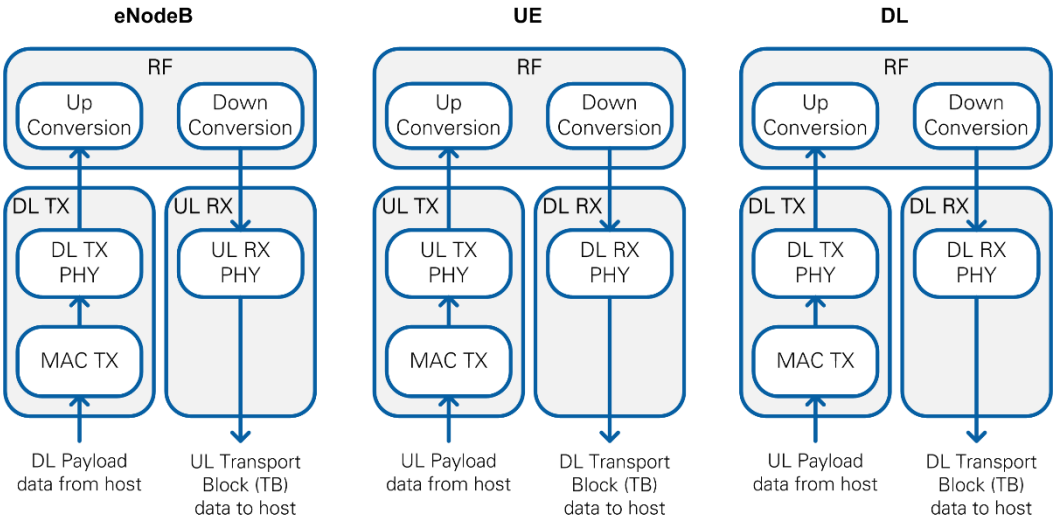 eNodeB
RF
Up
Conversion
Down
Conversion
DL TX
DL TX
PHY
MAC TX
UL RX
UL RX
PHY
DL Payload
data from host
UL Transport
Block (TB)
data to host
UE
RF
Up
Conversion
Down
Conversion
UL TX
UL TX
PHY
MAC TX
DL RX
DL RX
PHY
UL Payload
data from host
DL Transport
Block (TB)
data to host
DL
RF
Up
Conversion
Down
Conversion
DL TX
DL TX
PHY
MAC TX
DL RX
DL RX
PHY
UL Payload
data from host
DL Transport
Block (TB)
data to host